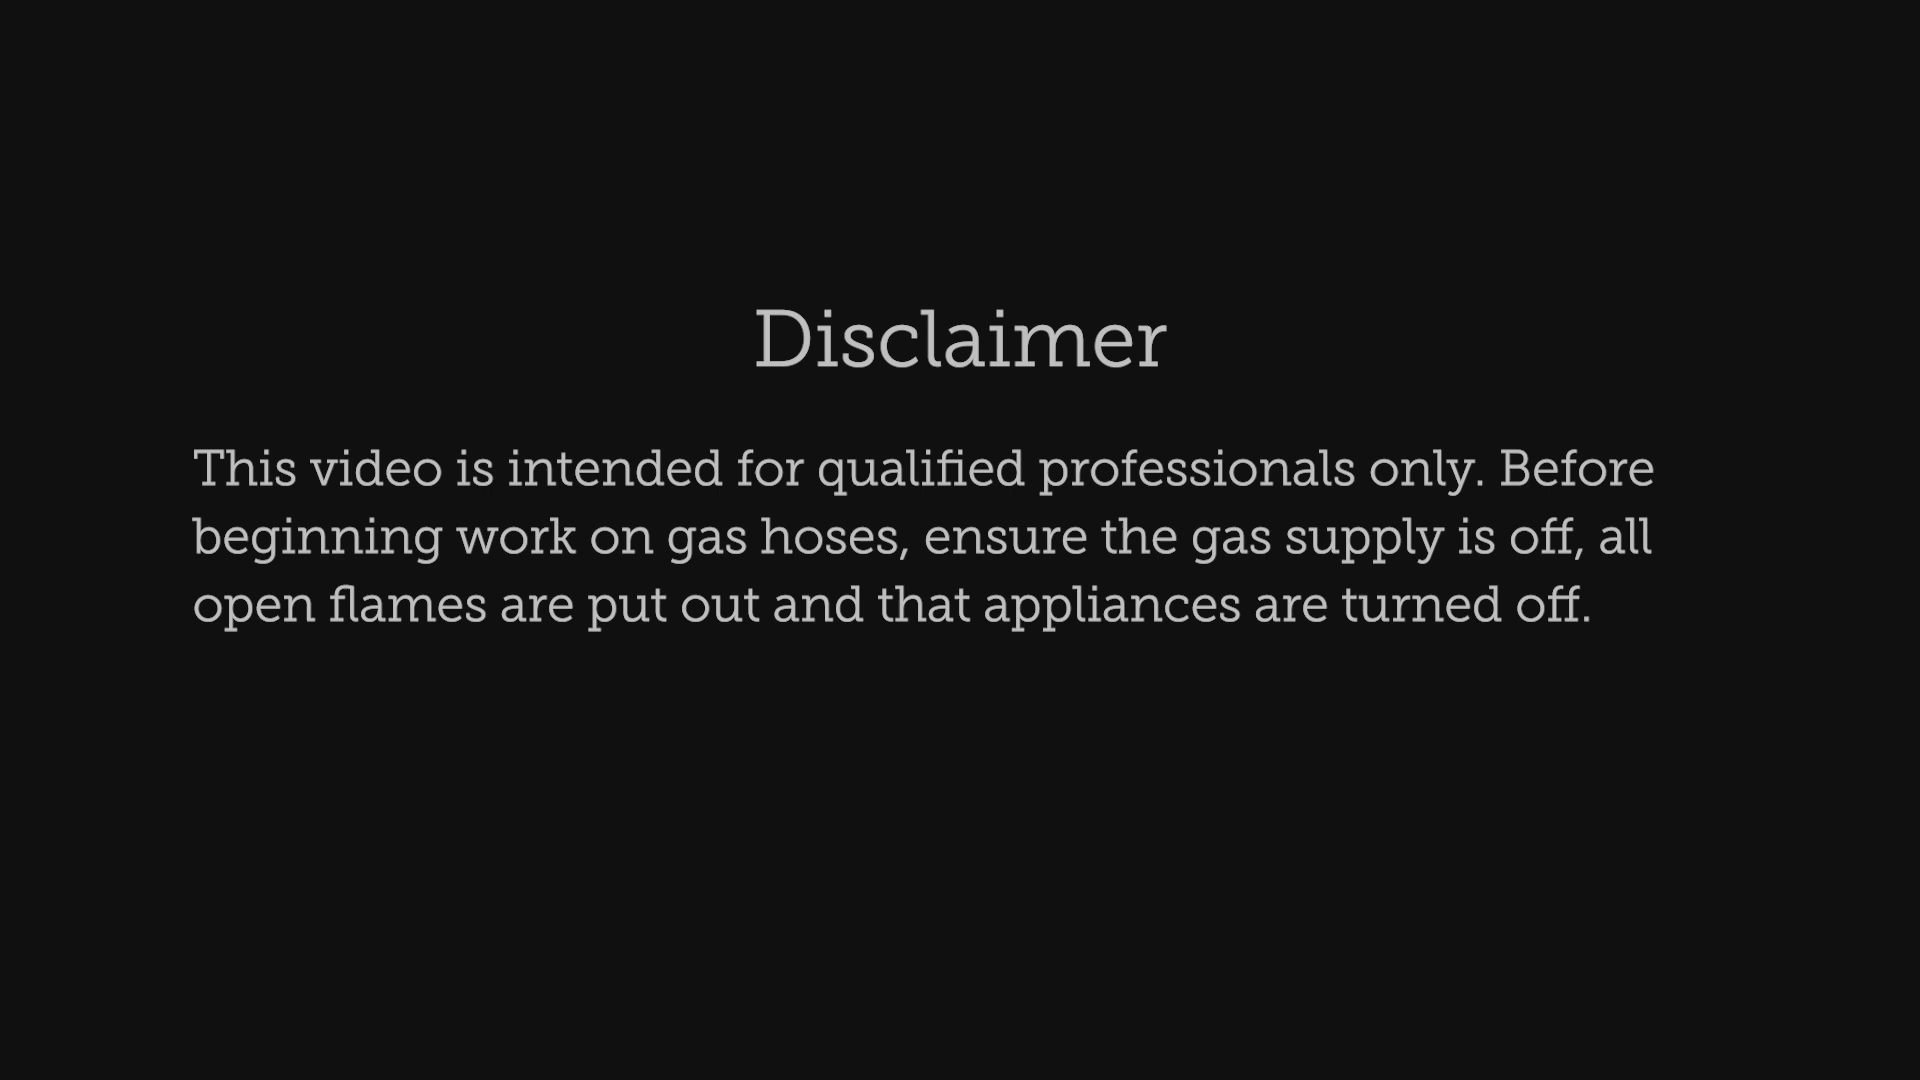 Disclaimer
This video is intended for qualified professionals only. Before
beginning work on gas hoses, ensure the gas supply is off, all
open flames are put out and that appliances are turned off.